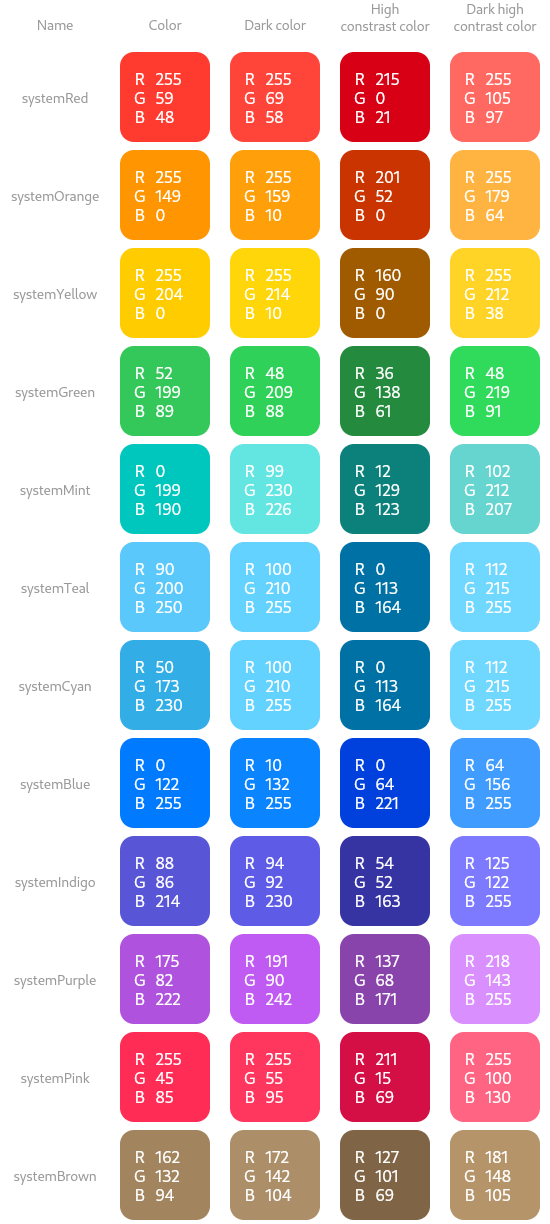 Name Color Dark color High constrast color Dark high contrast color
systemRed
R 255 G 59 B 48
R 255 G 69 B 58
R 215 G 0 B 21
R 255 G 105 B 97
systemOrange
R 255 G 149 B 0
R 255 G 159 B 10
R 201 G 52 B 0
R 255 G 179 B 64
systemYellow
R 255 G 204 B 0
R 255 G 214 B 10
R 160 G 90 B 0
R 255 G 212 B 38
systemGreen
R 52 G 199 B 89
R 48 G 209 B 88
R 36 G 138 B 61
R 48 G 219 B 91
systemMint
R 0 G 199 B 190
R 99 G 230 B 226
R 12 G 129 B 123
R 102 G 212 B 207
systemTeal
R 90 G 200 B 250
R 100 G 210 B 255
R 0 G 113 B 164
R 112 G 215 B 255
systemCyan
R 50 G 173 B 230
R 100 G 210 B 255
R 0 G 113 B 164
R 112 G 215 B 255
systemBlue
R 0 G 122 B 255
R 10 G 132 B 255
R 0 G 64 B 221
R 64 G 156 B 255
systemIndigo
R 88 G 86 B 214
R 94 G 92 B 230
R 54 G 52 B 163
R 125 G 122 B 255
systemPurple
R 175 G 82 B 222
R 191 G 90 B 242
R 137 G 68 B 171
R 218 G 143 B 255
systemPink
R 255 G 45 B 85
R 255 G 55 B 95
R 211 G 15 B 69
R 255 G 100 B 130
systemBrown
R 162 G 132 B 94
R 172 G 142 B 104
R 127 G 101 B 69
R 181 G 148 B 105